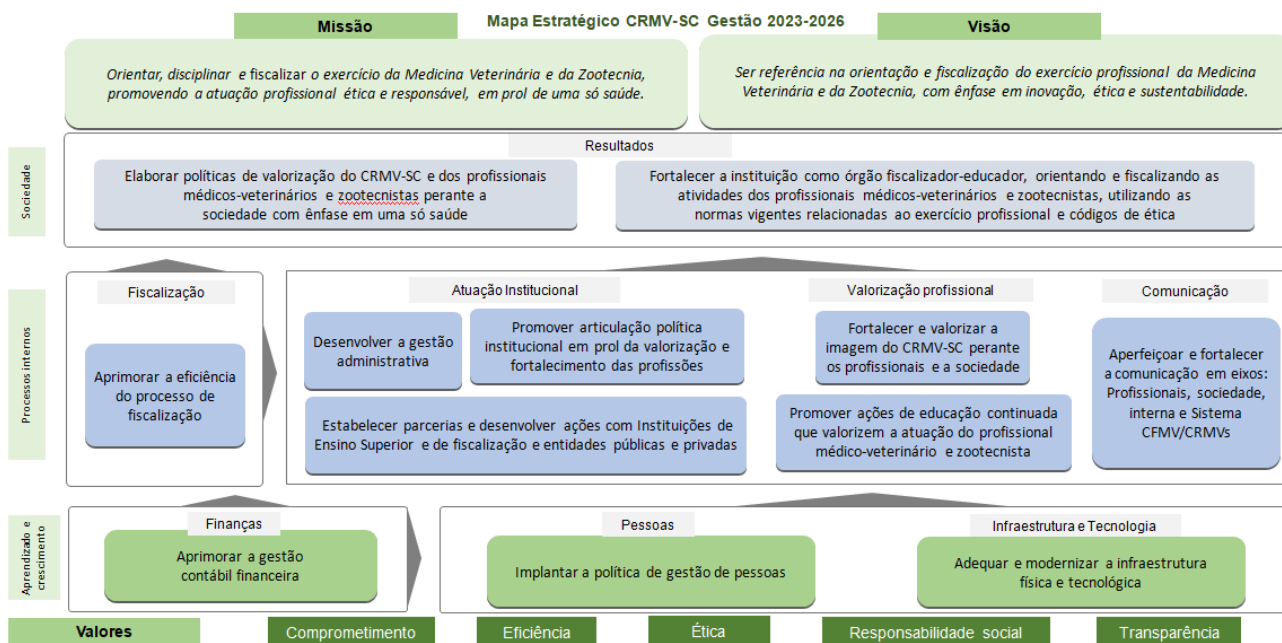 Mapa Estratégico CRMV-SC Gestão 2023-2026
Missão
Visão
Orientar, disciplinar e fiscalizar o exercício da Medicina Veterinária e da Zootecnia,
promovendo a atuação profissional ética e responsável, em prol de uma só saúde.
Ser referência na orientação e fiscalização do exercício profissional da Medicina
Veterinária e da Zootecnia, com ênfase em inovação, ética e sustentabilidade.
Sociedade
Resultados
Elaborar políticas de valorização do CRMV-SC e dos profissionais
médicos-veterinários e zootecnistas perante a
sociedade com ênfase em uma só saúde
Fortalecer a instituição como órgão fiscalizador-educador, orientando e fiscalizando as
atividades dos profissionais médicos-veterinários e zootecnistas, utilizando as
normas vigentes relacionadas ao exercício profissional e códigos de ética
Processos internos
Fiscalização
Aprimorar a eficiência
do processo de
fiscalização
Atuação Institucional
Desenvolver a gestão
administrativa
Promover articulação política
institucional em prol da valorização e
fortalecimento das profissões
Estabelecer parcerias e desenvolver ações com Instituições de
Ensino Superior e de fiscalização e entidades públicas e privadas
Valorização profissional
Fortalecer e valorizar a
imagem do CRMV-SC perante
os profissionais e a sociedade
Promover ações de educação continuada
que valorizem a atuação do profissional
médico-veterinário e zootecnista
Comunicação
Aperfeiçoar e fortalecer
a comunicação em eixos:
Profissionais, sociedade,
interna e Sistema
CFMV/CRMVs
Aprendizado e
crescimento
Finanças
Aprimorar a gestão
contábil financeira
Pessoas
Implantar a política de gestão de pessoas
Infraestrutura e Tecnologia
Adequar e modernizar a infraestrutura
física e tecnológica
Valores
Comprometimento
Eficiência
Ética
Responsabilidade social
Transparência